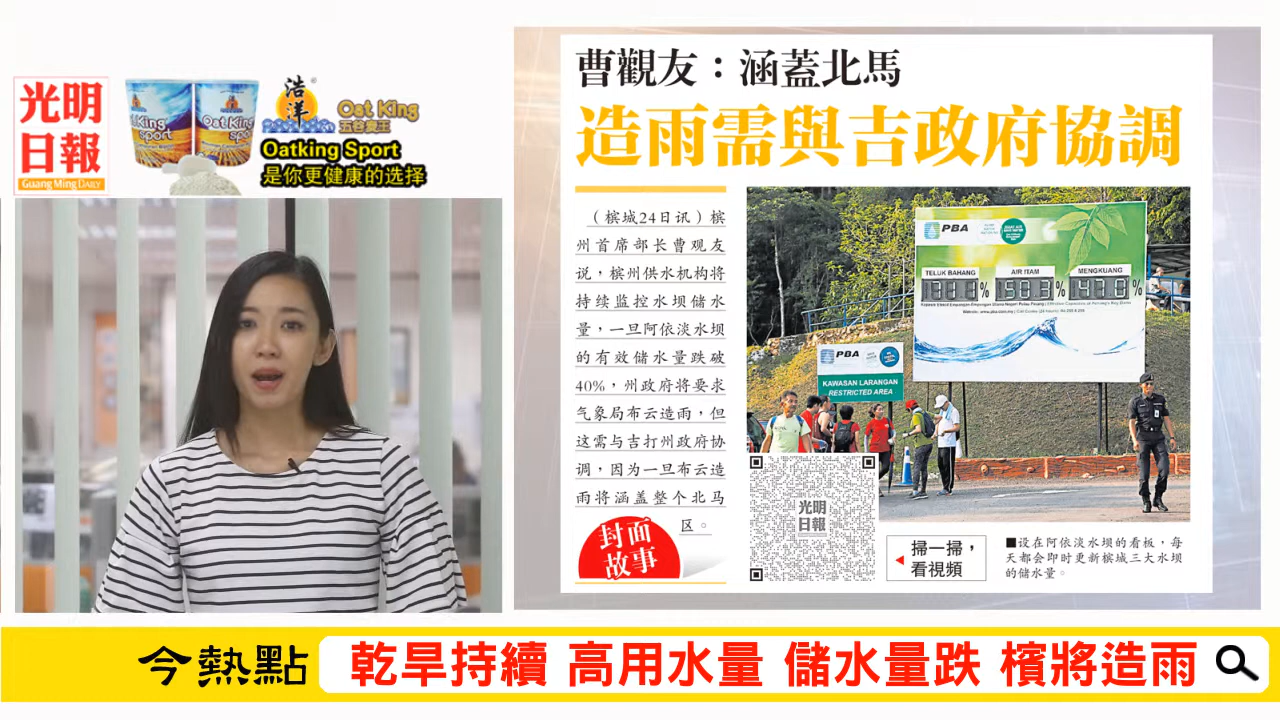 光明
日報
Guang Ming DAILY
浩洋
Oat King
五谷麦王
Oatking Sport
是你更健康的选择
曹觀友：涵蓋北馬
造雨需與吉政府協調
（槟城24日讯）槟
州首席部长曹观友
说，槟州供水机构将
持续监控水坝储水
量，一旦阿依淡水坝
的有效储水量跌破
40%，州政府将要求
气象局布云造雨，但
这需与吉打州政府协
调，因为一旦布云造
雨将涵盖整个北马
区。
封面
故事
PBA
TELUK BAHANG
AIR ITAM
MENGKUANG
%
50.3%
47.0%
PBA
KAWASAN LARANGAN
RESTRICTED AREA
光明
日報
掃一掃，
看視頻
■设在阿依淡水坝的看板，每
天都会即时更新槟城三大水坝
的储水量。
今熱點
乾旱持續 高用水量 儲水量跌 檳將造雨